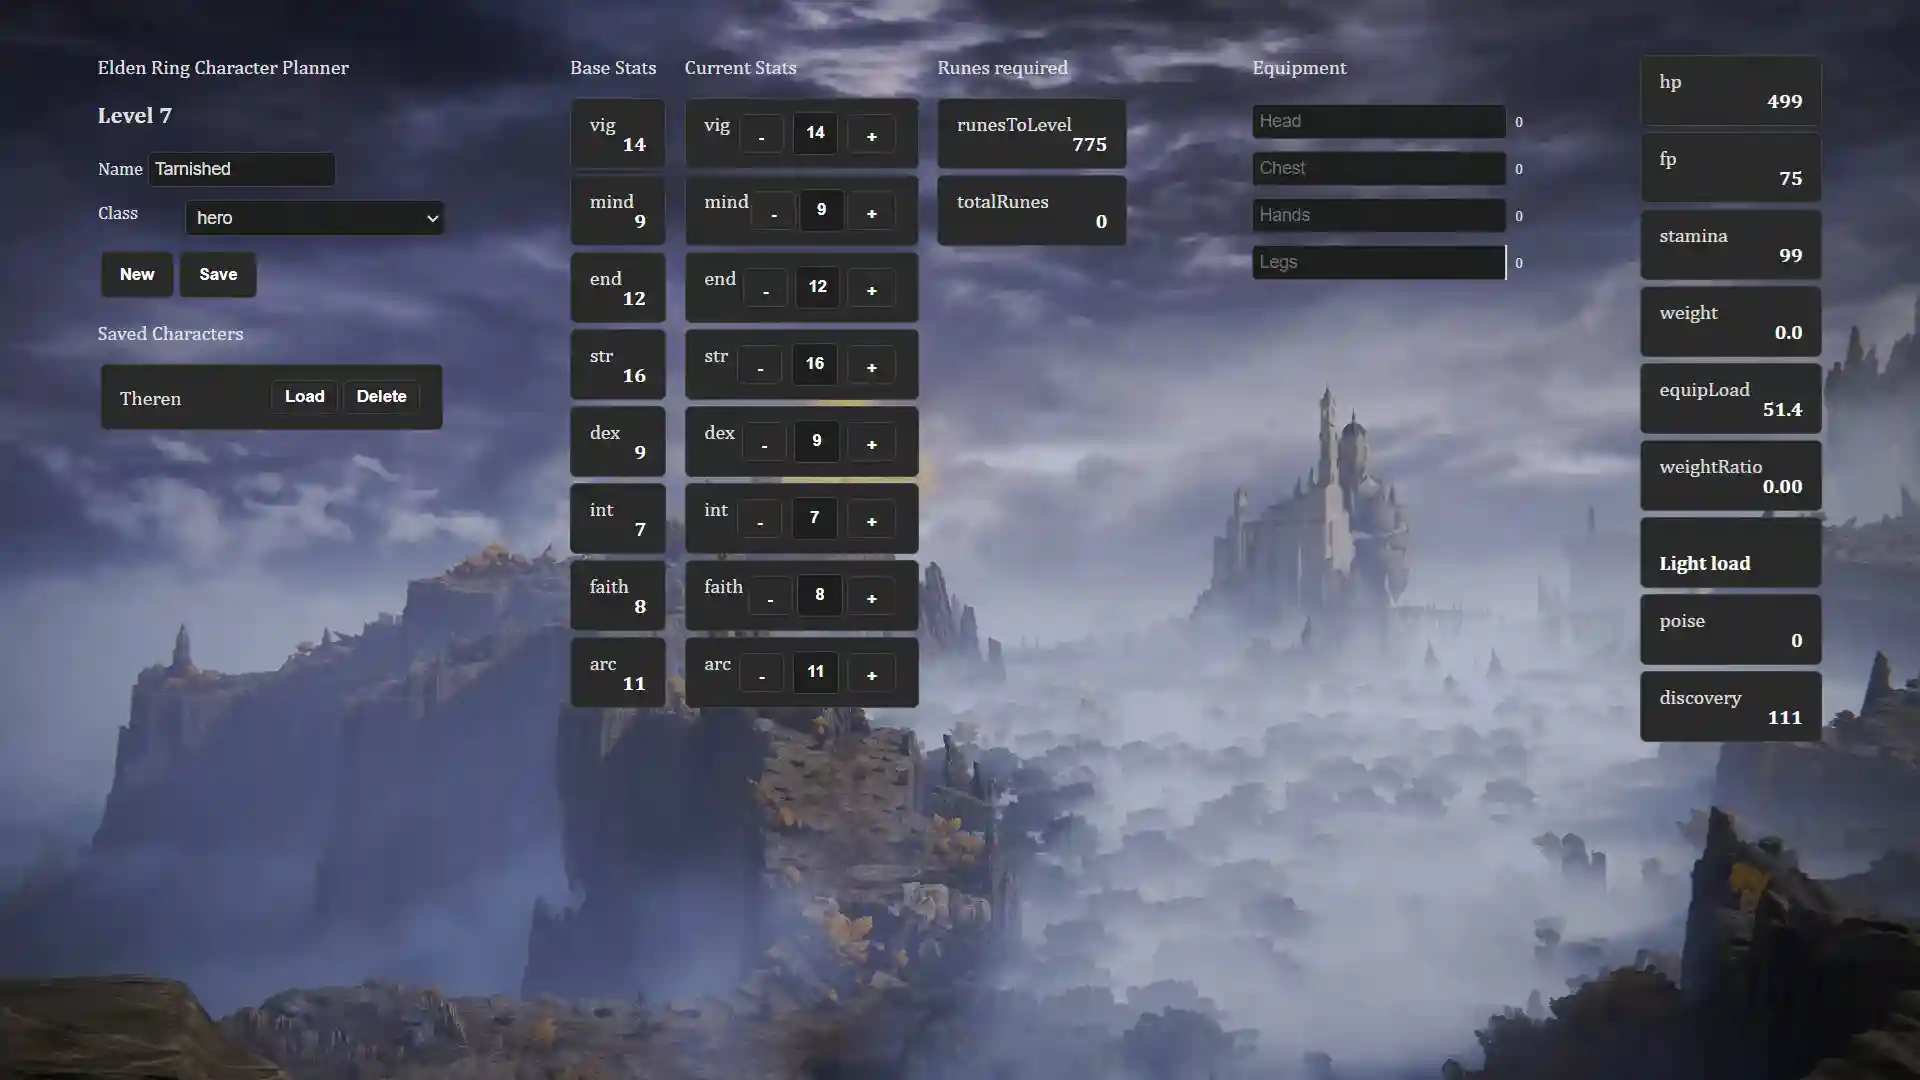 Elden Ring Character Planner
Level 7
Name Tarnished
Class hero
New Save
Saved Characters
Theren Load Delete
Base Stats
vig
14
mind
9
end
12
str
16
dex
9
int
7
faith
8
arc
11
Current Stats
vig - 14 +
mind - 9 +
end - 12 +
str - 16 +
dex - 9 +
int - 7 +
faith - 8 +
arc - 11 +
Runes required
runesToLevel
775
totalRunes
0
Equipment
Head 0
Chest 0
Hands 0
Legs 0
hp
499
fp
75
stamina
99
weight
0.0
equipLoad
51.4
weightRatio
0.00
Light load
poise
0
discovery
111